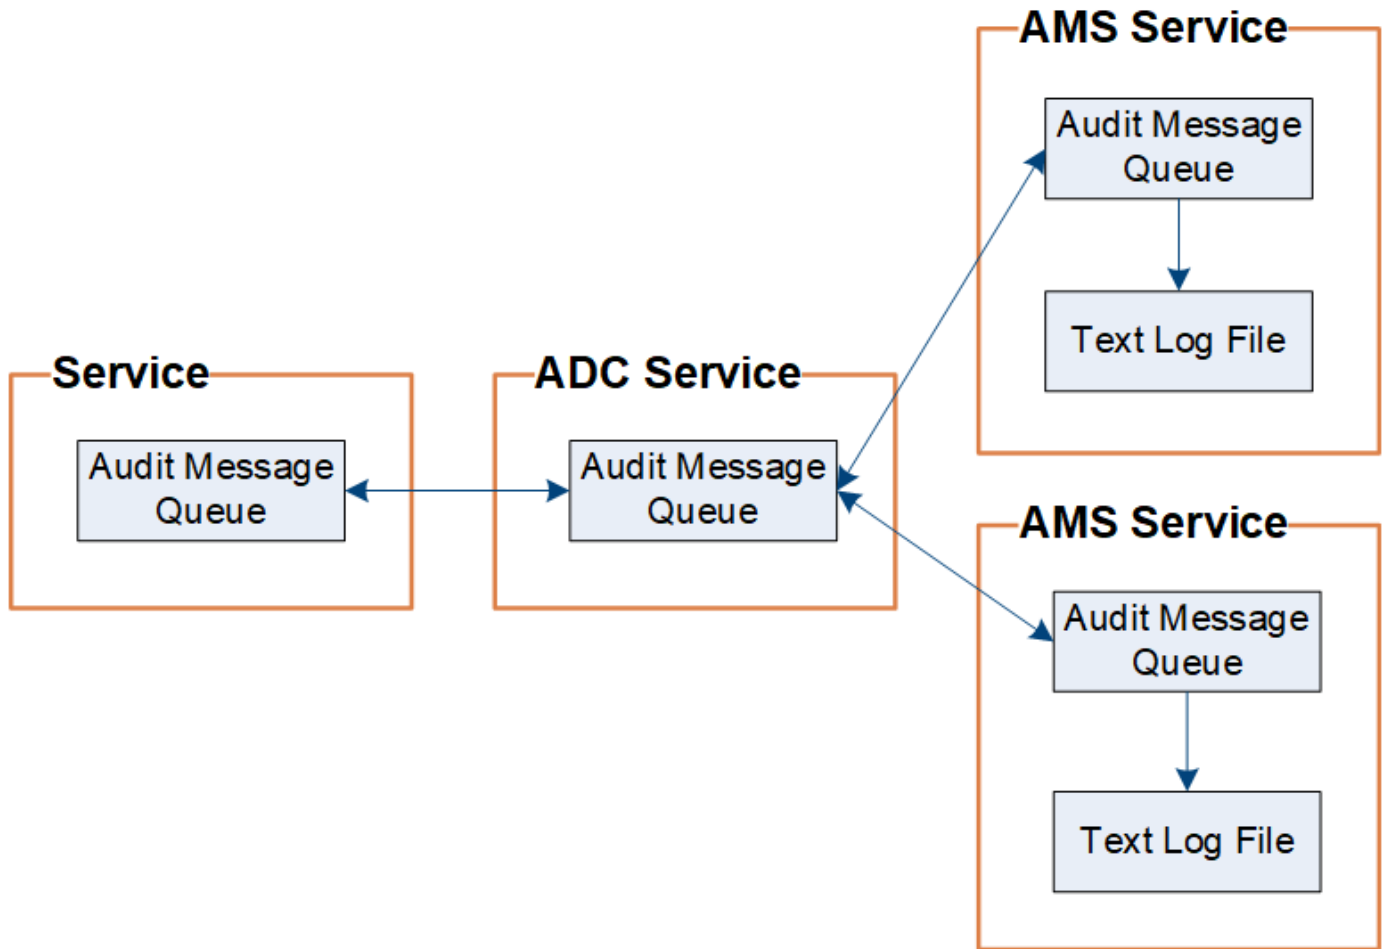 AMS Service
Audit Message
Queue
Text Log File
Service
Audit Message
Queue
ADC Service
Audit Message
Queue
AMS Service
Audit Message
Queue
Text Log File